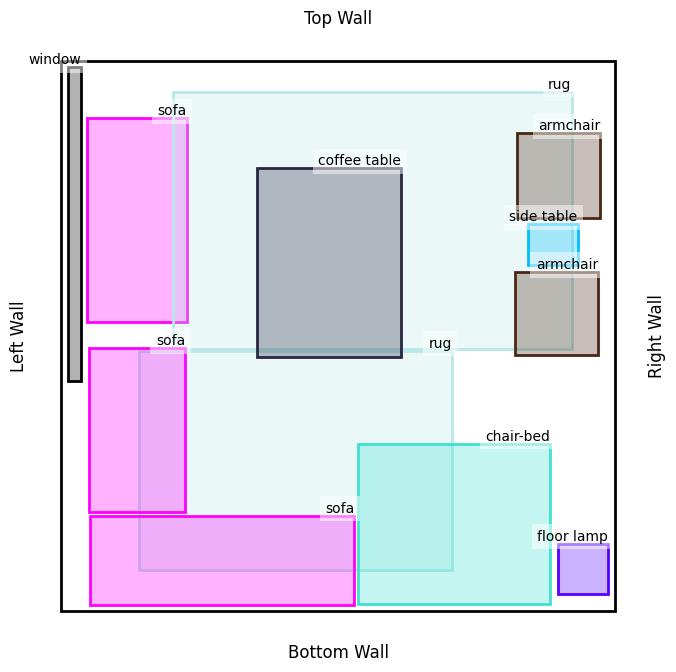 Top Wall
window
rug
sofa
armchair
coffee table
side table
armchair
Left Wall
Right Wall
sofa
rug
chair-bed
sofa
floor lamp
Bottom Wall